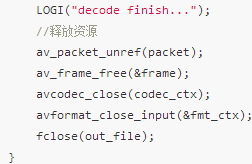 LOGI("decode finish...");
//释放资源
av_packet_unref(packet);
av_frame_free(&frame);
avcodec_close(codec_ctx);
avformat_close_input(&fmt_ctx);
fclose(out_file);
}